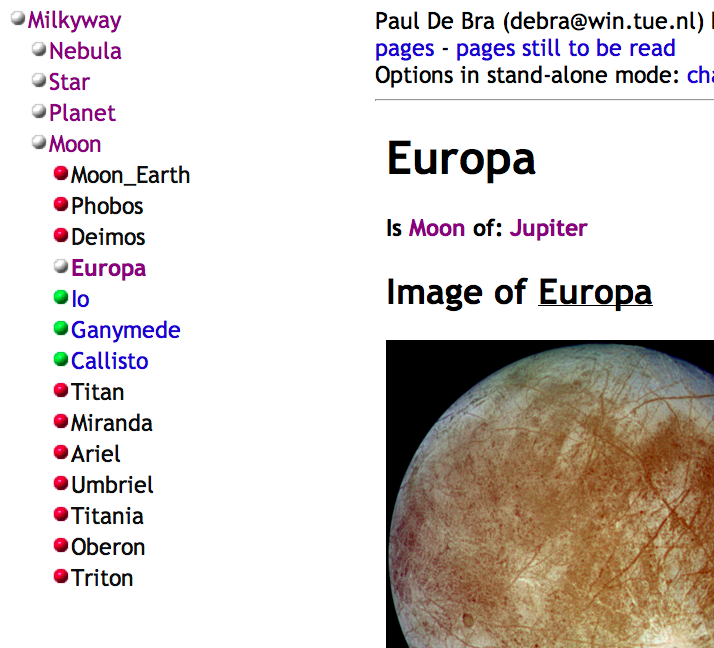 Milkyway
Nebula
Star
Planet
Moon
Moon_Earth
Phobos
Deimos
Europa
Io
Ganymede
Callisto
Titan
Miranda
Ariel
Umbriel
Titania
Oberon
Triton
Paul De Bra (debra@win.tue.nl)
pages - pages still to be read
Options in stand-alone mode:
Europa
Is Moon of: Jupiter
Image of Europa